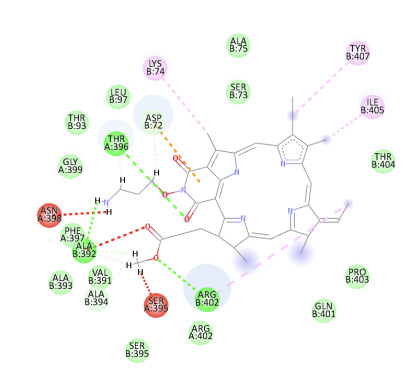 ALA
B:75
TYR
B:407
LYS
B:74
LEU
B:97
SER
B:73
ILE
B:405
ASP
B:72
THR
B:93
THR
A:396
THR
B:404
GLY
A:399
ASN
A:398
PHE
A:397
ALA
A:392
ALA
A:393
VAL
B:391
ALA
A:394
SER
A:395
ARG
B:402
PRO
B:403
GLN
B:401
ARG
A:402
SER
B:395
N
N
N
N
N
N
O
O
O
O
O
H
H
H
H
H
H